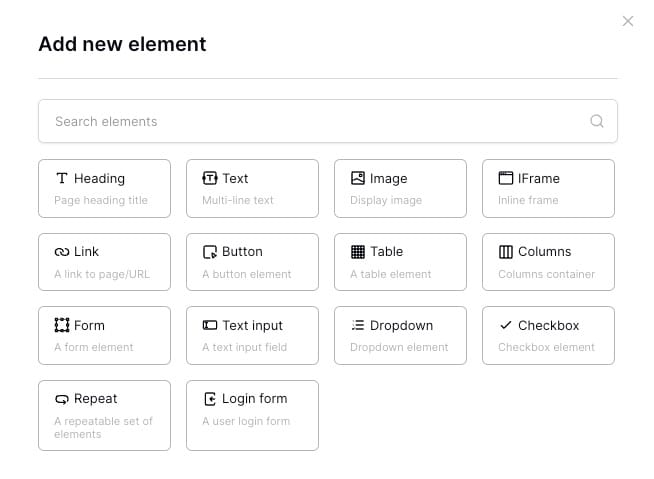 Add new element
Search elements
Heading
Page heading title
Text
Multi-line text
Image
Display image
IFrame
Inline frame
Link
A link to page/URL
Button
A button element
Table
A table element
Columns
Columns container
Form
A form element
Text input
A text input field
Dropdown
Dropdown element
Checkbox
Checkbox element
Repeat
A repeatable set of
elements
Login form
A user login form